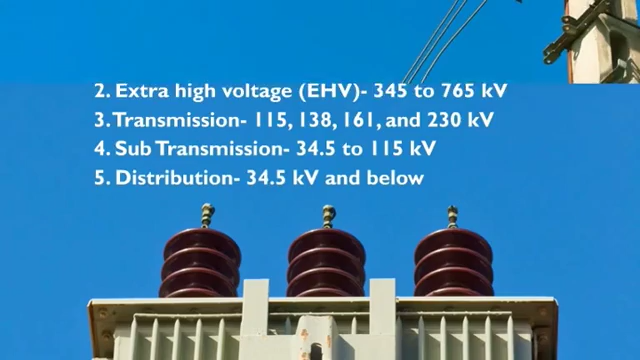 2. Extra high voltage (EHV)- 345 to 765 kV
3. Transmission- 115, 138, 161, and 230 kV
4. Sub Transmission- 34.5 to 115 kV
5. Distribution- 34.5 kV and below